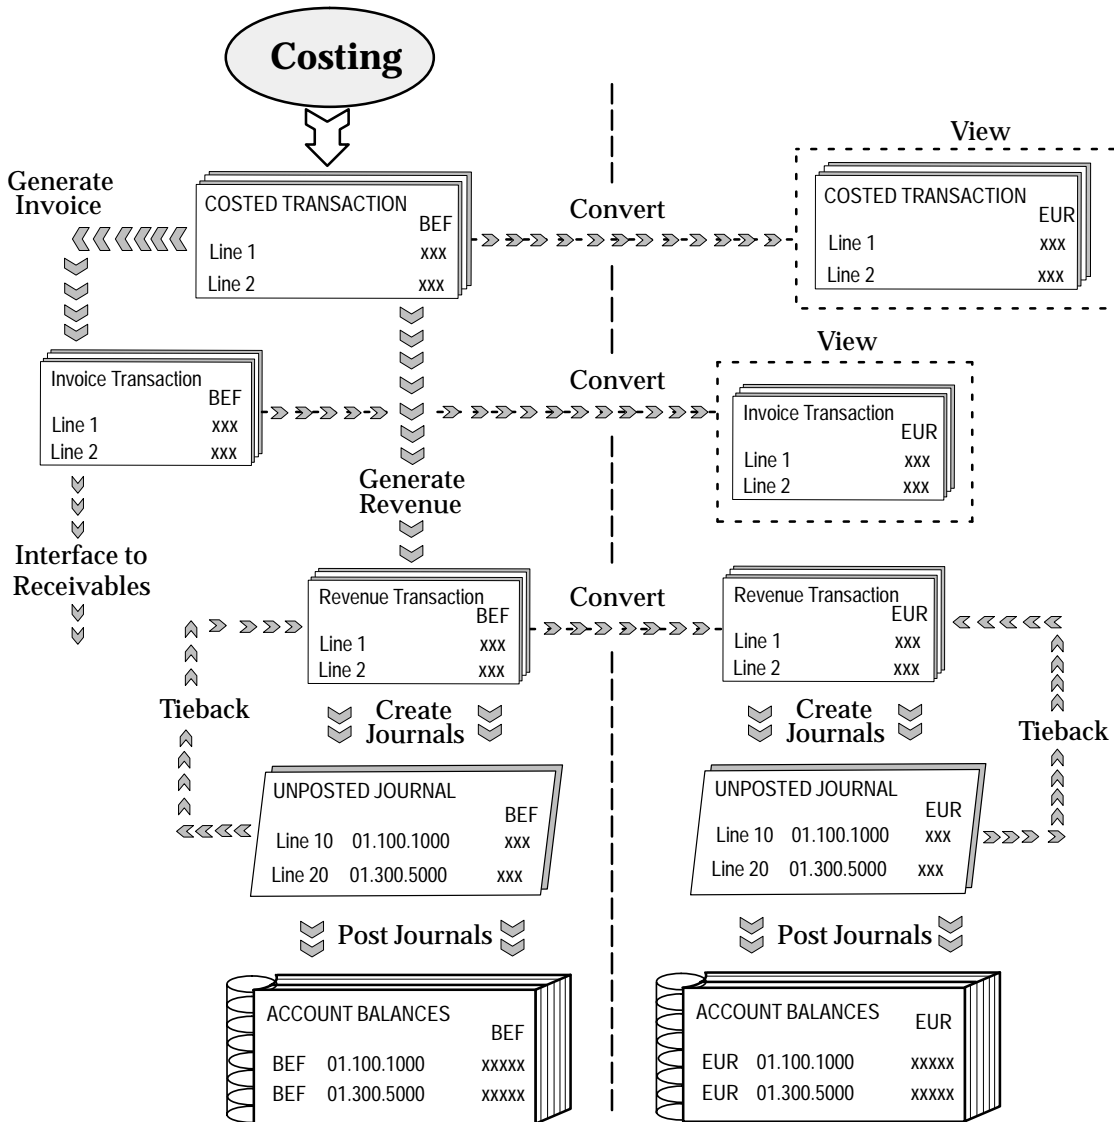 Costing
View
Generate
Invoice
COSTED TRANSACTION
BEF
Line 1 xxx
Line 2 xxx
Convert
COSTED TRANSACTION
EUR
Line 1 xxx
Line 2 xxx
View
Invoice Transaction
BEF
Line 1 xxx
Line 2 xxx
Convert
Invoice Transaction
EUR
Line 1 xxx
Line 2 xxx
Generate
Revenue
Interface to
Receivables
Revenue Transaction
BEF
Line 1 xxx
Line 2 xxx
Convert
Revenue Transaction
EUR
Line 1 xxx
Line 2 xxx
Tieback
Create
Journals
Create
Journals
Tieback
UNPOSTED JOURNAL
BEF
Line 10 01.100.1000 xxx
Line 20 01.300.5000 xxx
UNPOSTED JOURNAL
EUR
Line 10 01.100.1000 xxx
Line 20 01.300.5000 xxx
Post Journals
Post Journals
ACCOUNT BALANCES
BEF
BEF 01.100.1000 xxxxx
BEF 01.300.5000 xxxxx
ACCOUNT BALANCES
EUR
EUR 01.100.1000 xxxxx
EUR 01.300.5000 xxxxx